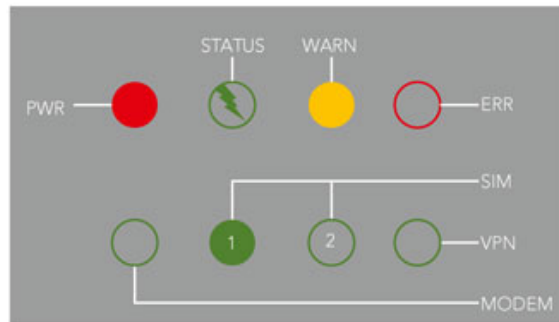 STATUS WARN
PWR ERR
SIM
1 2 VPN
MODEM